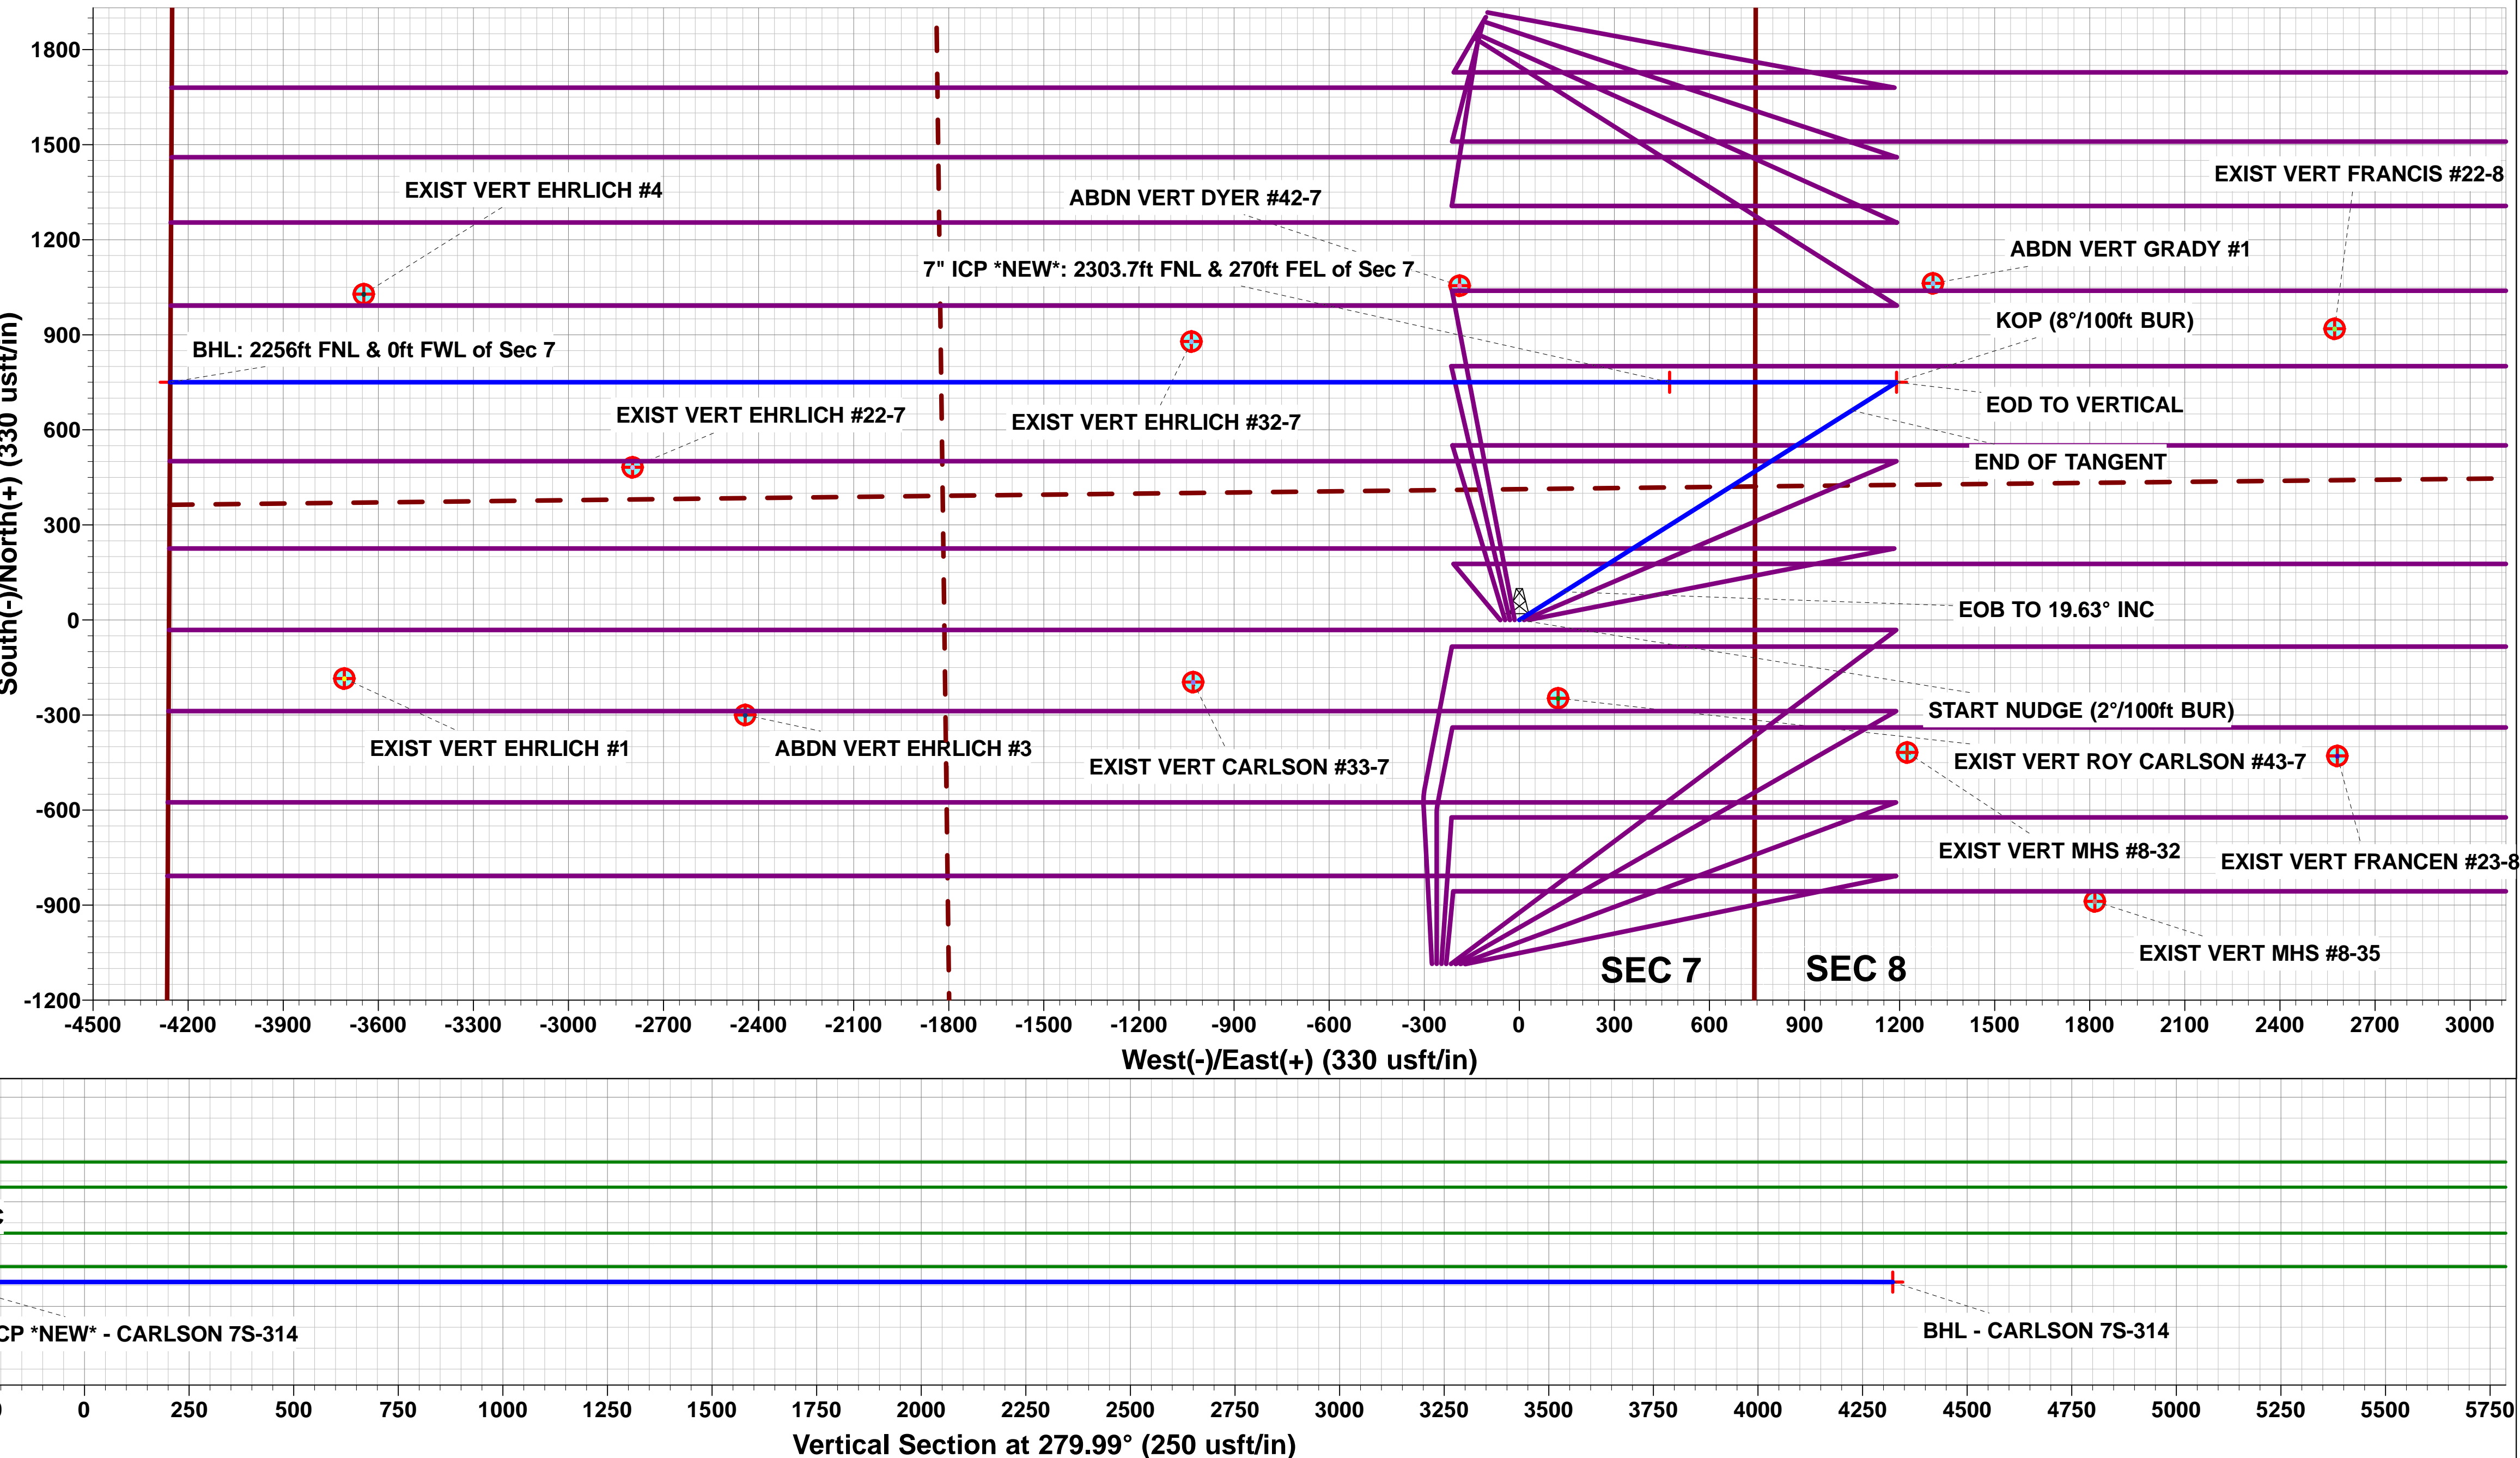 1800
1500
EXIST VERT FRANCIS #22-8
EXIST VERT EHRLICH #4
ABDN VERT DYER #42-7
1200
ABDN VERT GRADY #1
7" ICP *NEW*: 2303.7ft FNL & 270ft FEL of Sec 7
KOP (8°/100ft BUR)
900
BHL: 2256ft FNL & 0ft FWL of Sec 7
EOD TO VERTICAL
EXIST VERT EHRLICH #22-7
EXIST VERT EHRLICH #32-7
600
END OF TANGENT
300
South(-)/North(+) (330 usft/in)
EOB TO 19.63° INC
0
START NUDGE (2°/100ft BUR)
-300
EXIST VERT EHRLICH #1
ABDN VERT EHRLICH #3
EXIST VERT CARLSON #33-7
EXIST VERT ROY CARLSON #43-7
-600
EXIST VERT MHS #8-32
EXIST VERT FRANCEN #23-8
-900
EXIST VERT MHS #8-35
SEC 7
SEC 8
-1200
-4500 -4200 -3900 -3600 -3300 -3000 -2700 -2400 -2100 -1800 -1500 -1200 -900 -600 -300 0 300 600 900 1200 1500 1800 2100 2400 2700 3000
West(-)/East(+) (330 usft/in)
CP *NEW* - CARLSON 7S-314
BHL - CARLSON 7S-314
0 250 500 750 1000 1250 1500 1750 2000 2250 2500 2750 3000 3250 3500 3750 4000 4250 4500 4750 5000 5250 5500 5750
Vertical Section at 279.99° (250 usft/in)